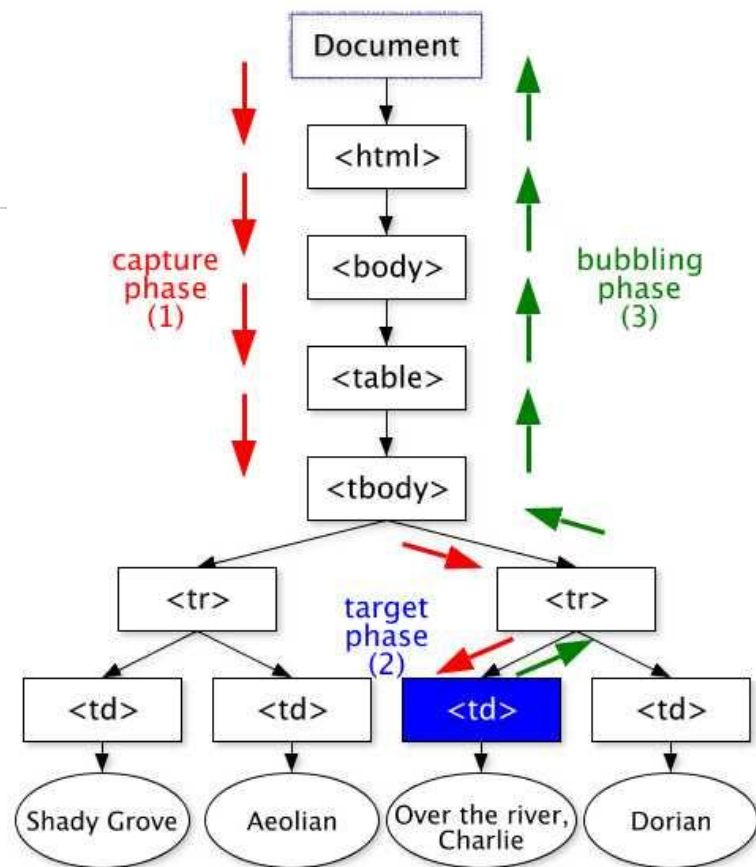 Document
<html>
capture
phase
(1)
<body>
bubbling
phase
(3)
<table>
<tbody>
<tr>
target
phase
(2)
<tr>
<td>
<td>
<td>
<td>
Shady Grove
Aeolian
Over the river,
Charlie
Dorian